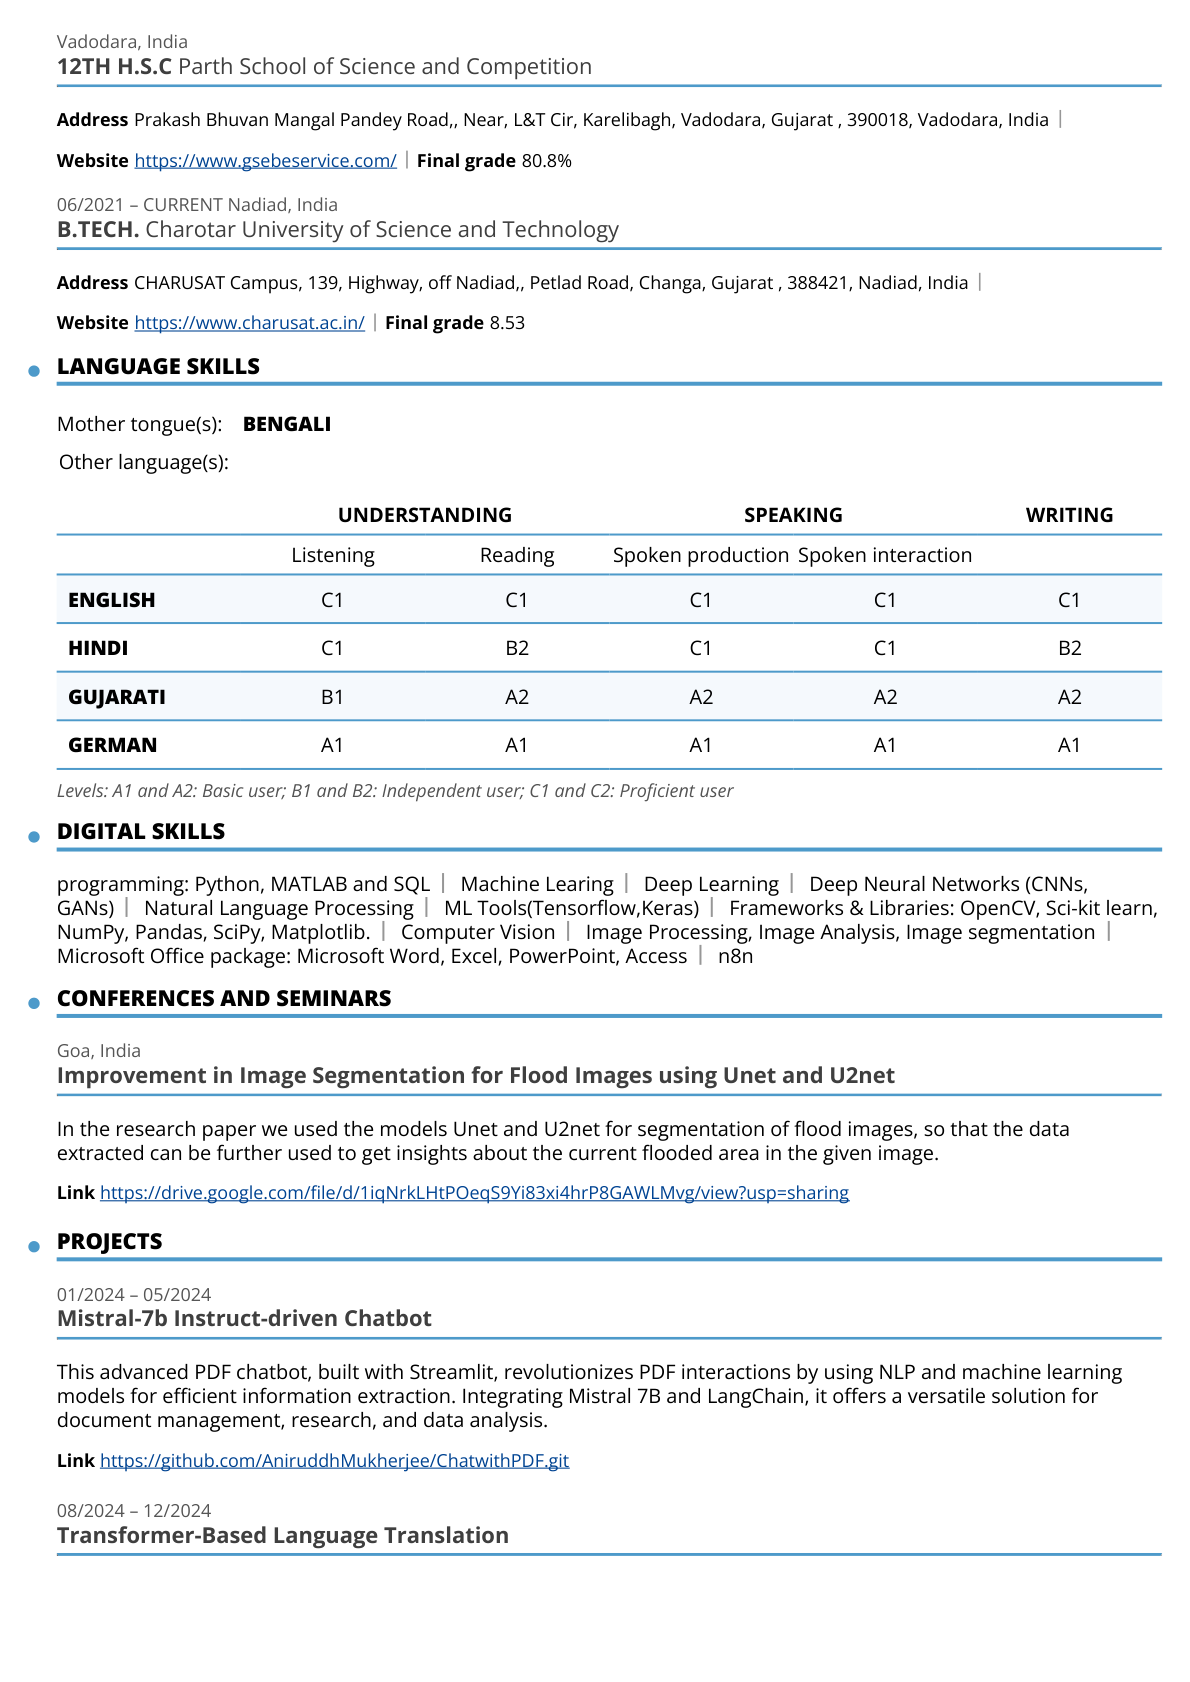 Vadodara, India
12TH H.S.C Parth School of Science and Competition
Address Prakash Bhuvan Mangal Pandey Road,, Near, L&T Cir, Karelibagh, Vadodara, Gujarat , 390018, Vadodara, India |
Website https://www.gsebeservice.com/ | Final grade 80.8%
06/2021 – CURRENT Nadiad, India
B.TECH. Charotar University of Science and Technology
Address CHARUSAT Campus, 139, Highway, off Nadiad,, Petlad Road, Changa, Gujarat , 388421, Nadiad, India |
Website https://www.charusat.ac.in/ | Final grade 8.53
LANGUAGE SKILLS
Mother tongue(s): BENGALI
Other language(s):
UNDERSTANDING SPEAKING WRITING
Listening Reading Spoken production Spoken interaction
ENGLISH C1 C1 C1 C1 C1
HINDI C1 B2 C1 C1 B2
GUJARATI B1 A2 A2 A2 A2
GERMAN A1 A1 A1 A1 A1
Levels: A1 and A2: Basic user; B1 and B2: Independent user; C1 and C2: Proficient user
DIGITAL SKILLS
programming: Python, MATLAB and SQL | Machine Learing | Deep Learning | Deep Neural Networks (CNNs,
GANs) | Natural Language Processing | ML Tools(Tensorflow,Keras) | Frameworks & Libraries: OpenCV, Sci-kit learn,
NumPy, Pandas, SciPy, Matplotlib. | Computer Vision | Image Processing, Image Analysis, Image segmentation |
Microsoft Office package: Microsoft Word, Excel, PowerPoint, Access | n8n
CONFERENCES AND SEMINARS
Goa, India
Improvement in Image Segmentation for Flood Images using Unet and U2net
In the research paper we used the models Unet and U2net for segmentation of flood images, so that the data
extracted can be further used to get insights about the current flooded area in the given image.
Link https://drive.google.com/file/d/1iqNrkLHtPOeqS9Yi83xi4hrP8GAWLMvg/view?usp=sharing
PROJECTS
01/2024 – 05/2024
Mistral-7b Instruct-driven Chatbot
This advanced PDF chatbot, built with Streamlit, revolutionizes PDF interactions by using NLP and machine learning
models for efficient information extraction. Integrating Mistral 7B and LangChain, it offers a versatile solution for
document management, research, and data analysis.
Link https://github.com/AniruddhMukherjee/ChatwithPDF.git
08/2024 – 12/2024
Transformer-Based Language Translation